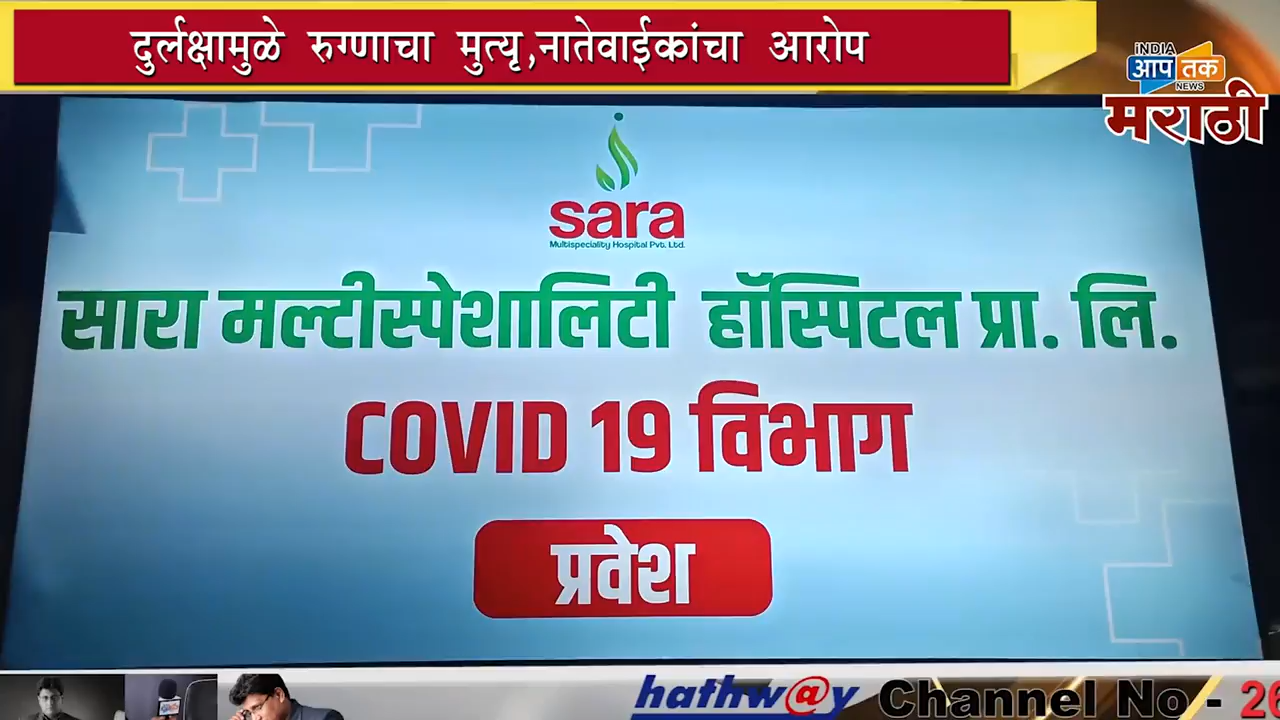 दुर्लक्षामुळे रुग्णाचा मुत्यृ,नातेवाईकांचा आरोप
INDIA
आप तक
NEWS
मराठी
sara
Multispeciality Hospital Pvt. Ltd.
सारा मल्टीस्पेशालिटी हॉस्पिटल प्रा. लि.
COVID 19 विभाग
प्रवेश
hathw@y Channel No - 26